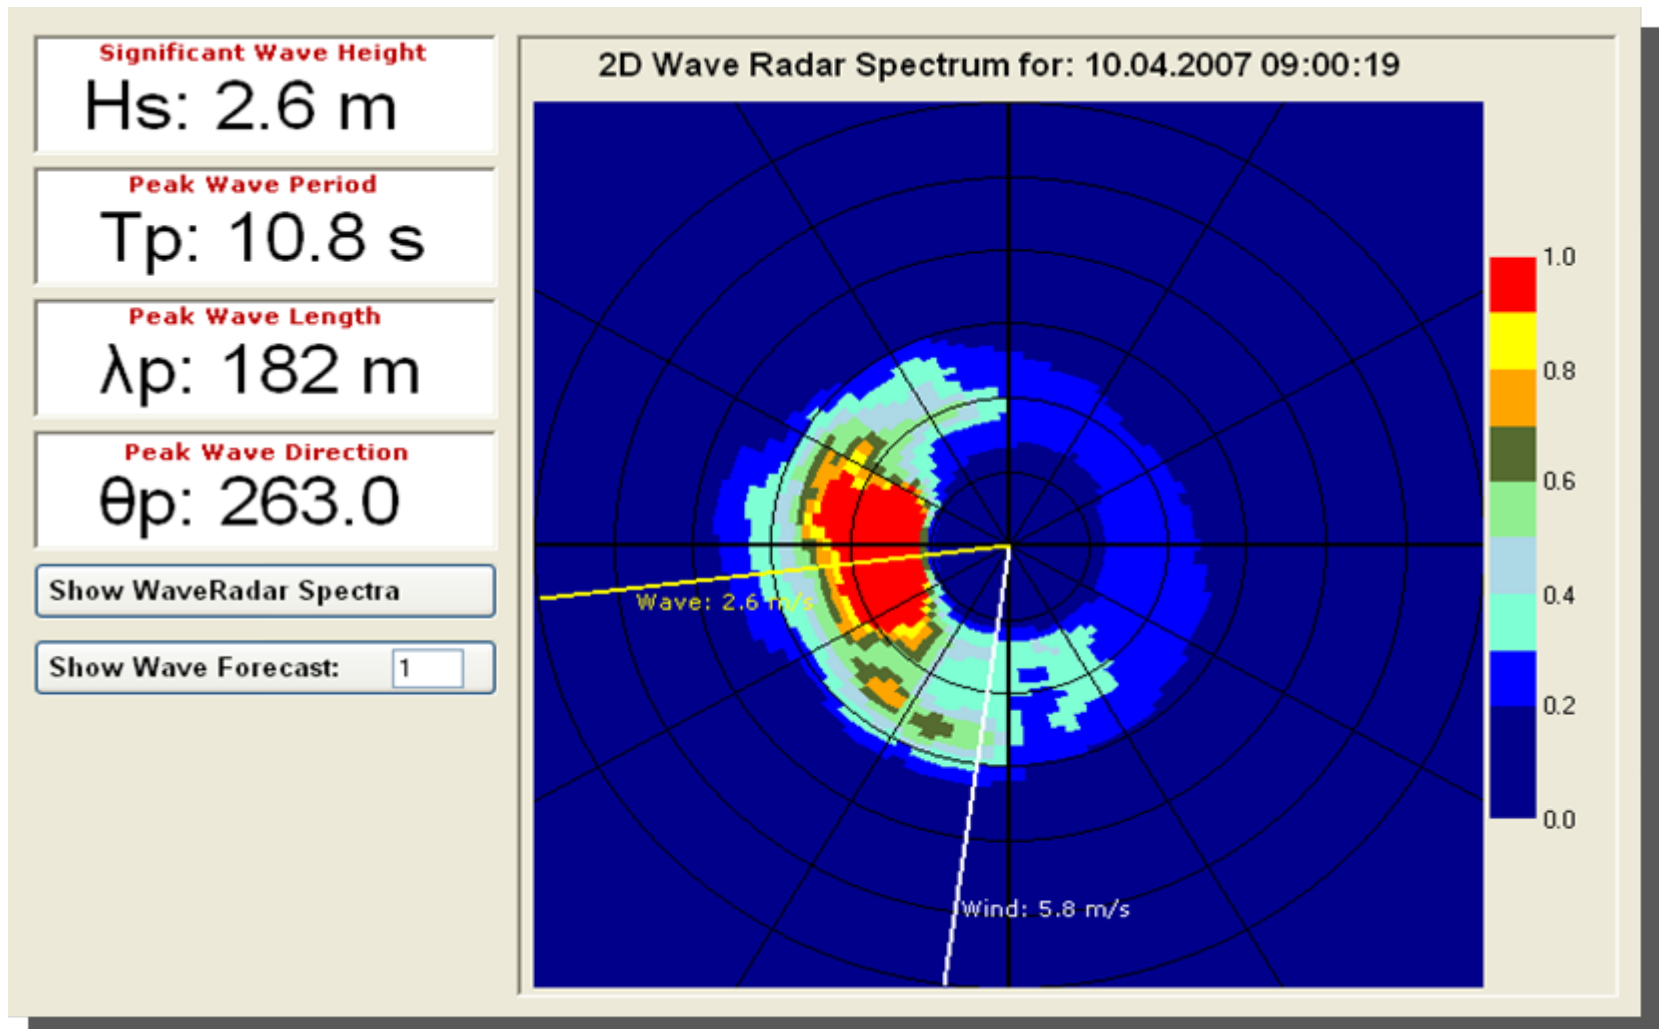 Significant Wave Height
Hs: 2.6 m
Peak Wave Period
Tp: 10.8 s
Peak Wave Length
λp: 182 m
Peak Wave Direction
θp: 263.0
Show WaveRadar Spectra
Show Wave Forecast: 1
2D Wave Radar Spectrum for: 10.04.2007 09:00:19
Wave: 2.6 m/s
Wind: 5.8 m/s
1.0
0.8
0.6
0.4
0.2
0.0